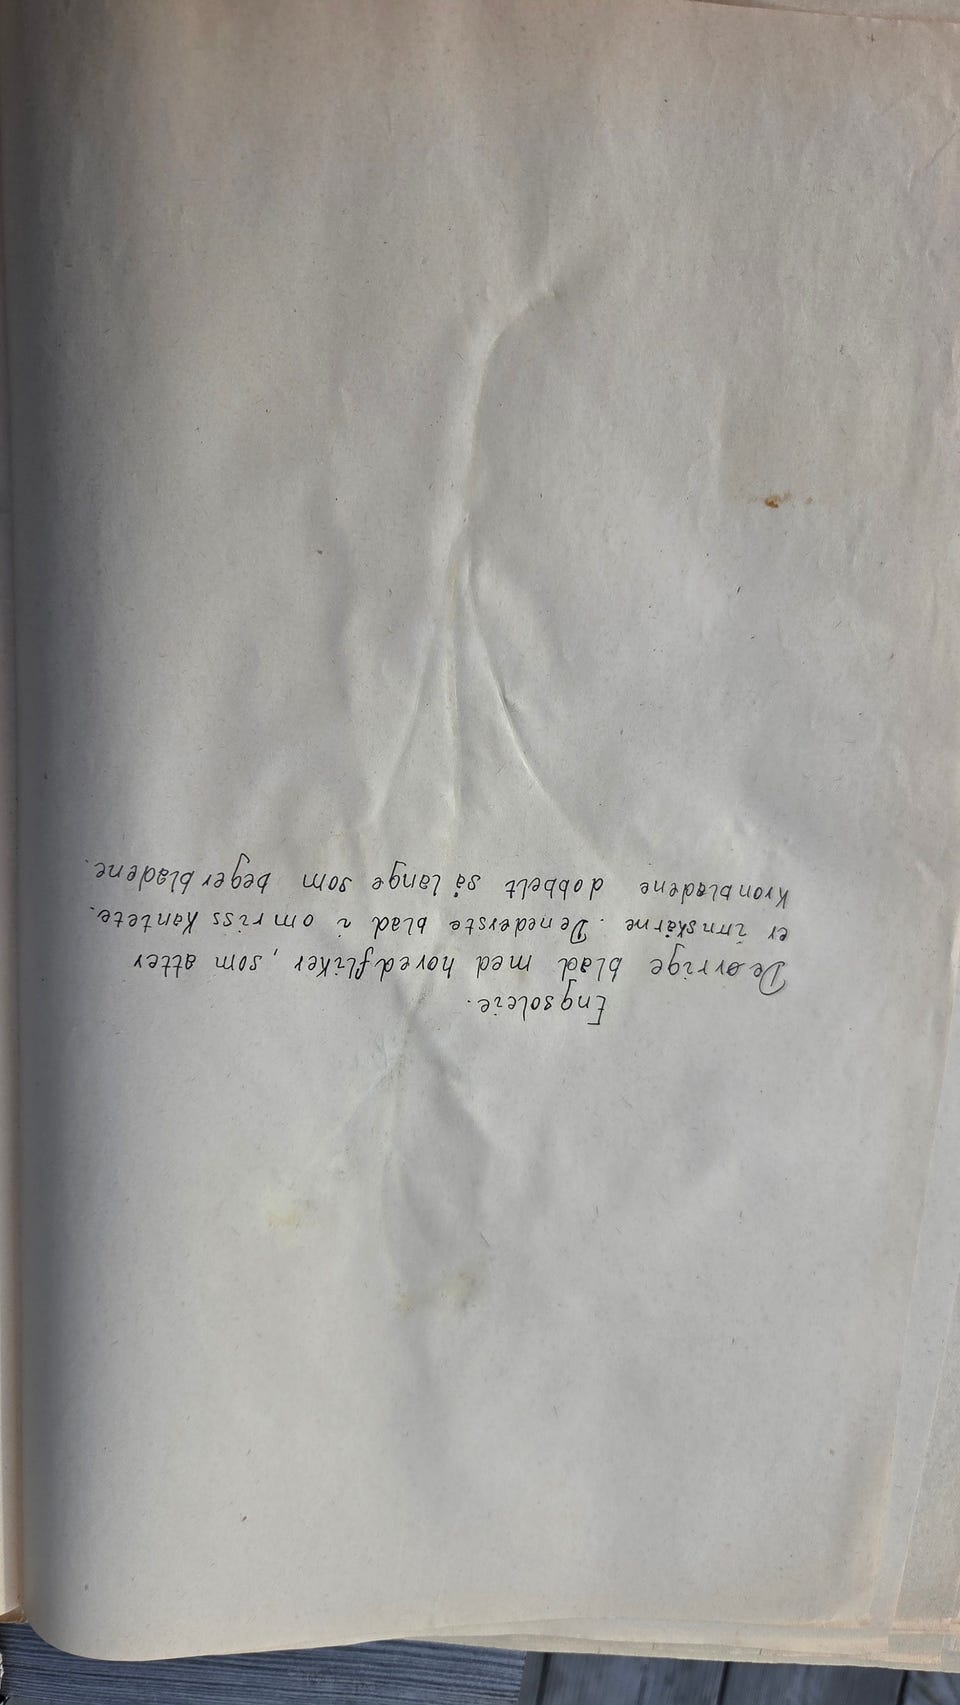 Engsoleie.
De øvrige blad med hovedfliker, som atter
er innskårne. De nederste blad i omriss kantete.
Kronbladene dobbelt så lange som begerbladene.